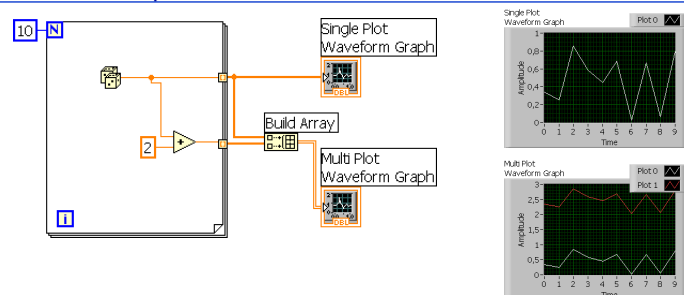 10
N
Single Plot
Waveform Graph
DBL
2
+
Build Array
Multi Plot
Waveform Graph
DBL
i
Single Plot
Waveform Graph
Plot 0
Amplitude
1-
0,8-
0,6-
0,4-
0,2-
0-
0 1 2 3 4 5 6 7 8 9
Time
Multi Plot
Waveform Graph
Plot 0
Plot 1
Amplitude
3-
2,5-
2-
1,5-
1-
0,5-
0-
0 1 2 3 4 5 6 7 8 9
Time